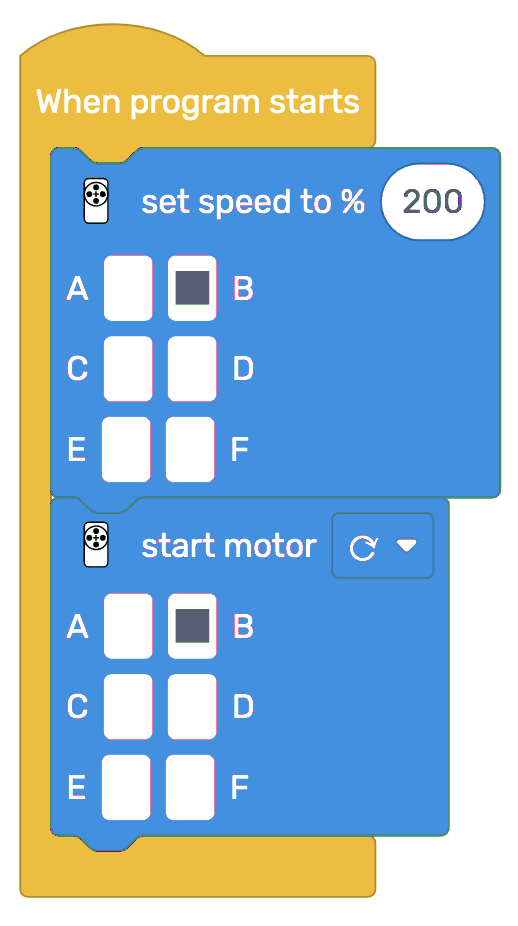 When program starts
set speed to % 200
A B
C D
E F
start motor
A B
C D
E F